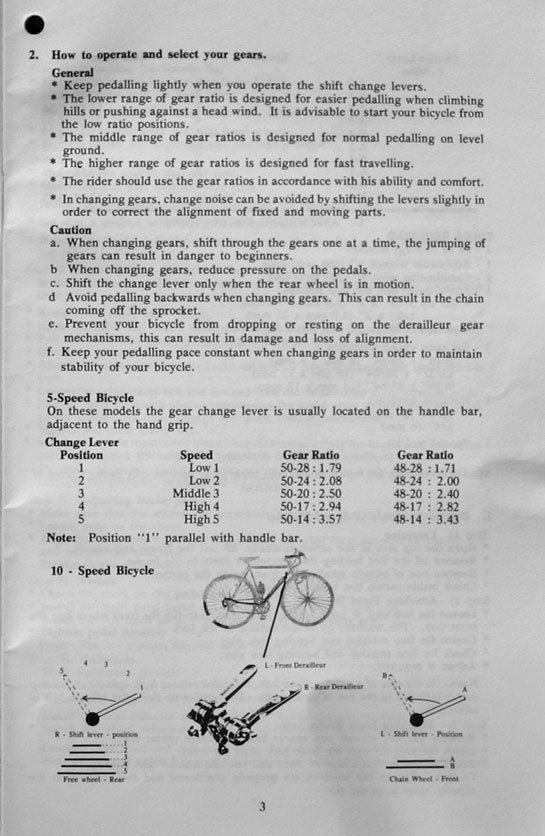 2. How to operate and select your gears.
General
* Keep pedalling lightly when you operate the shift change levers.
* The lower range of gear ratio is designed for easier pedalling when climbing
hills or pushing against a head wind. It is advisable to start your bicycle from
the low ratio positions.
* The middle range of gear ratios is designed for normal pedalling on level
ground.
* The higher range of gear ratios is designed for fast travelling.
* The rider should use the gear ratios in accordance with his ability and comfort.
* In changing gears, change noise can be avoided by shifting the levers slightly in
order to correct the alignment of fixed and moving parts.
Caution
a. When changing gears, shift through the gears one at a time, the jumping of
gears can result in danger to beginners.
b When changing gears, reduce pressure on the pedals.
c. Shift the change lever only when the rear wheel is in motion.
d Avoid pedalling backwards when changing gears. This can result in the chain
coming off the sprocket.
e. Prevent your bicycle from dropping or resting on the derailleur gear
mechanisms, this can result in damage and loss of alignment.
f. Keep your pedalling pace constant when changing gears in order to maintain
stability of your bicycle.
5-Speed Bicycle
On these models the gear change lever is usually located on the handle bar,
adjacent to the hand grip.
Change Lever
Position Speed Gear Ratio Gear Ratio
1 Low 1 50-28 : 1.79 48-28 : 1.71
2 Low 2 50-24 : 2.08 48-24 : 2.00
3 Middle 3 50-20 : 2.50 48-20 : 2.40
4 High 4 50-17 : 2.94 48-17 : 2.82
5 High 5 50-14 : 3.57 48-14 : 3.43
Note: Position "1" parallel with handle bar.
10 - Speed Bicycle
L - Front Derailleur
R - Rear Derailleur
5 4 3 2 1
R - Shift lever - position
1
2
3
4
5
Free wheel - Rear
B A
L - Shift lever - Position
A
B
Chain Wheel - Front
3